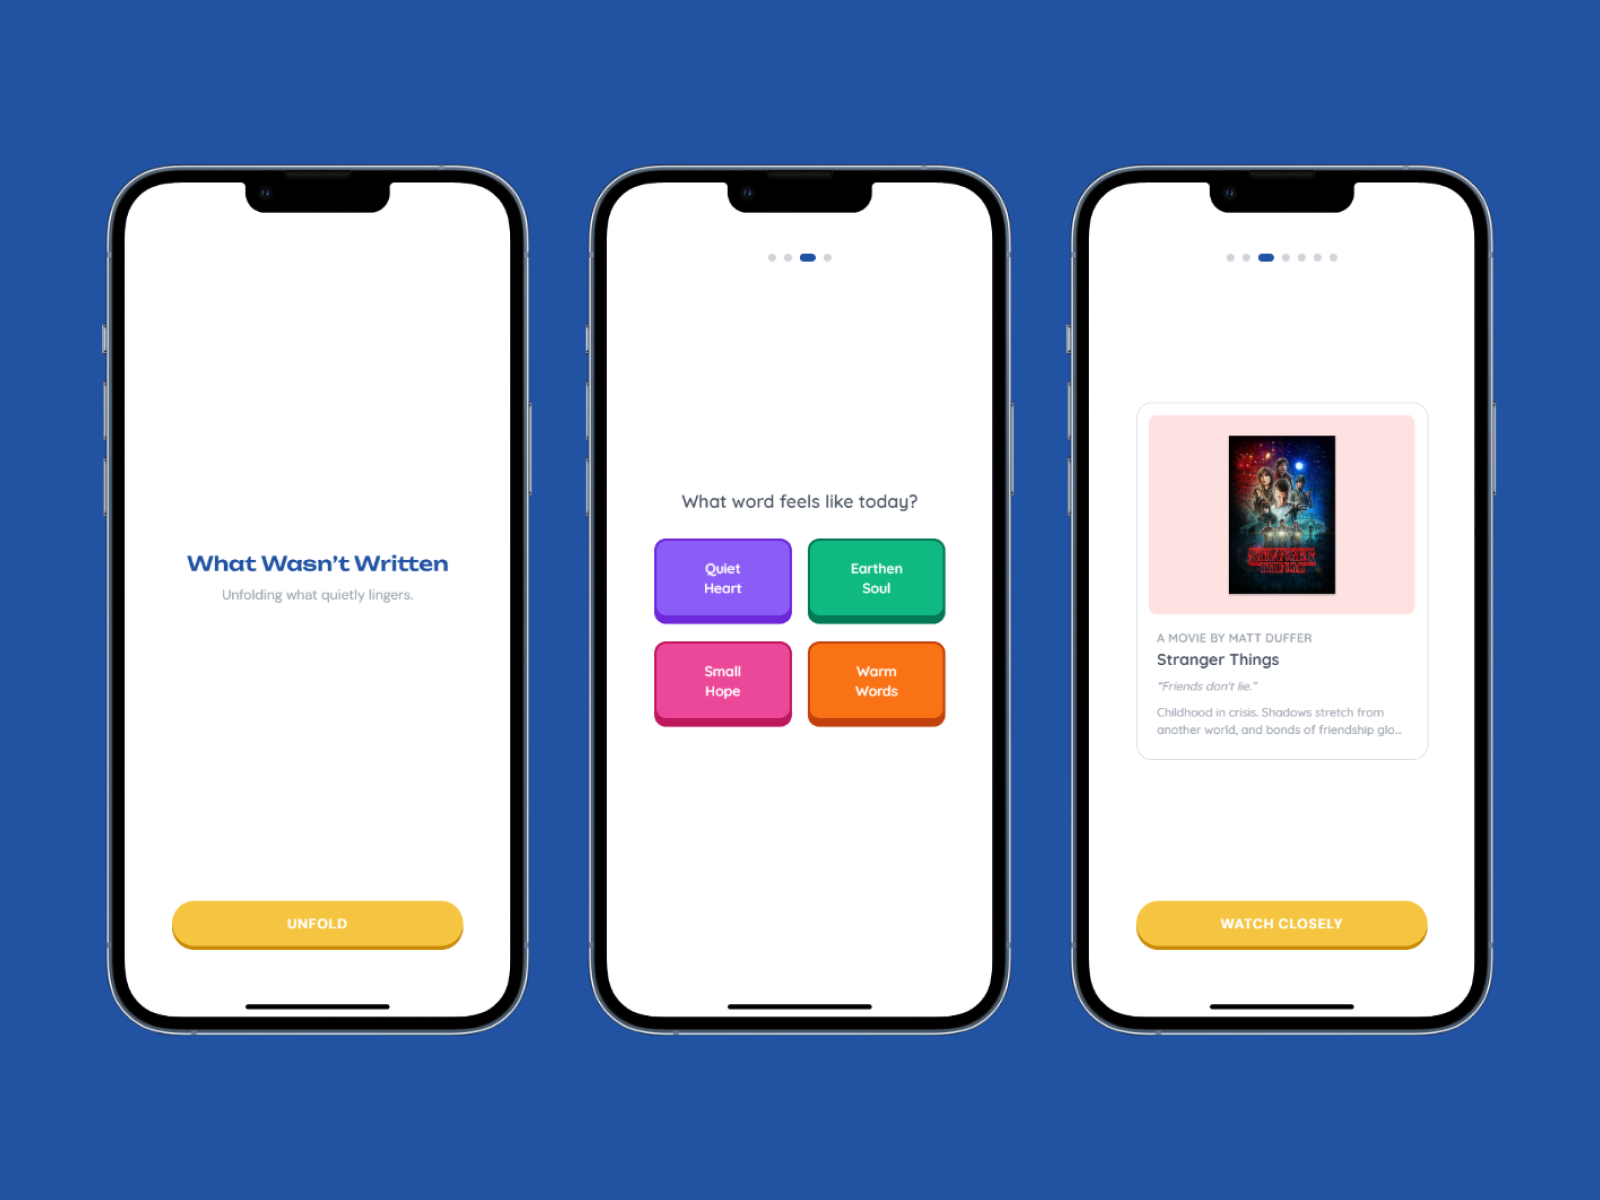 What Wasn't Written
Unfolding what quietly lingers.
UNFOLD
What word feels like today?
Quiet
Heart
Earthen
Soul
Small
Hope
Warm
Words
STRANGER
THINGS
A MOVIE BY MATT DUFFER
Stranger Things
“Friends don't lie.”
Childhood in crisis. Shadows stretch from
another world, and bonds of friendship glo...
WATCH CLOSELY